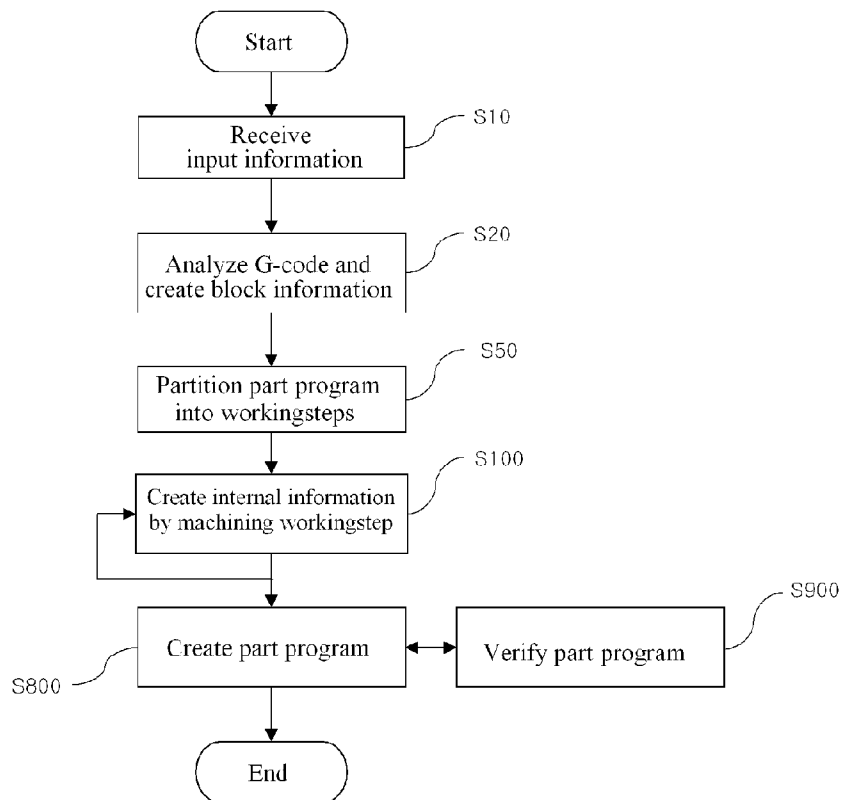 Start
S10
Receive
input information
S20
Analyze G-code and
create block information
S50
Partition part program
into workingsteps
S100
Create internal information
by machining workingstep
S900
Create part program
Verify part program
S800
End